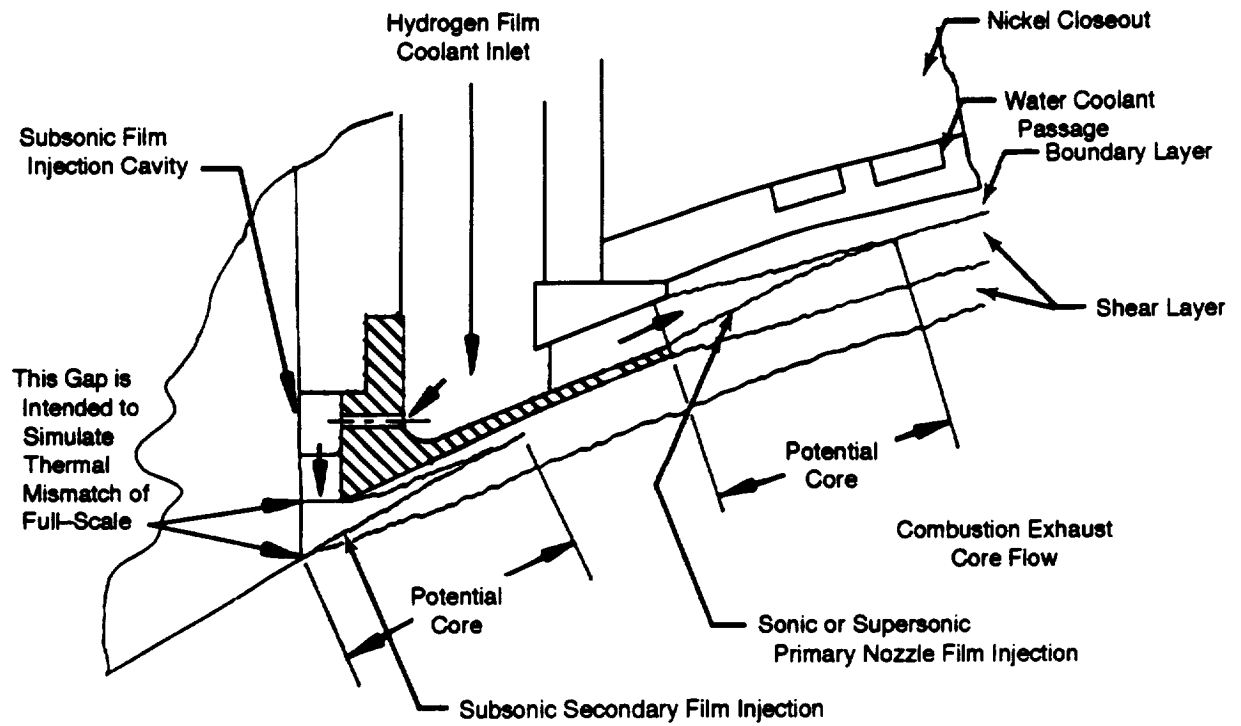 Hydrogen Film
Coolant Inlet
Nickel Closeout
Water Coolant
Passage
Boundary Layer
Subsonic Film
Injection Cavity
Shear Layer
This Gap is
Intended to
Simulate
Thermal
Mismatch of
Full–Scale
Potential
Core
Combustion Exhaust
Core Flow
Potential
Core
Sonic or Supersonic
Primary Nozzle Film Injection
Subsonic Secondary Film Injection